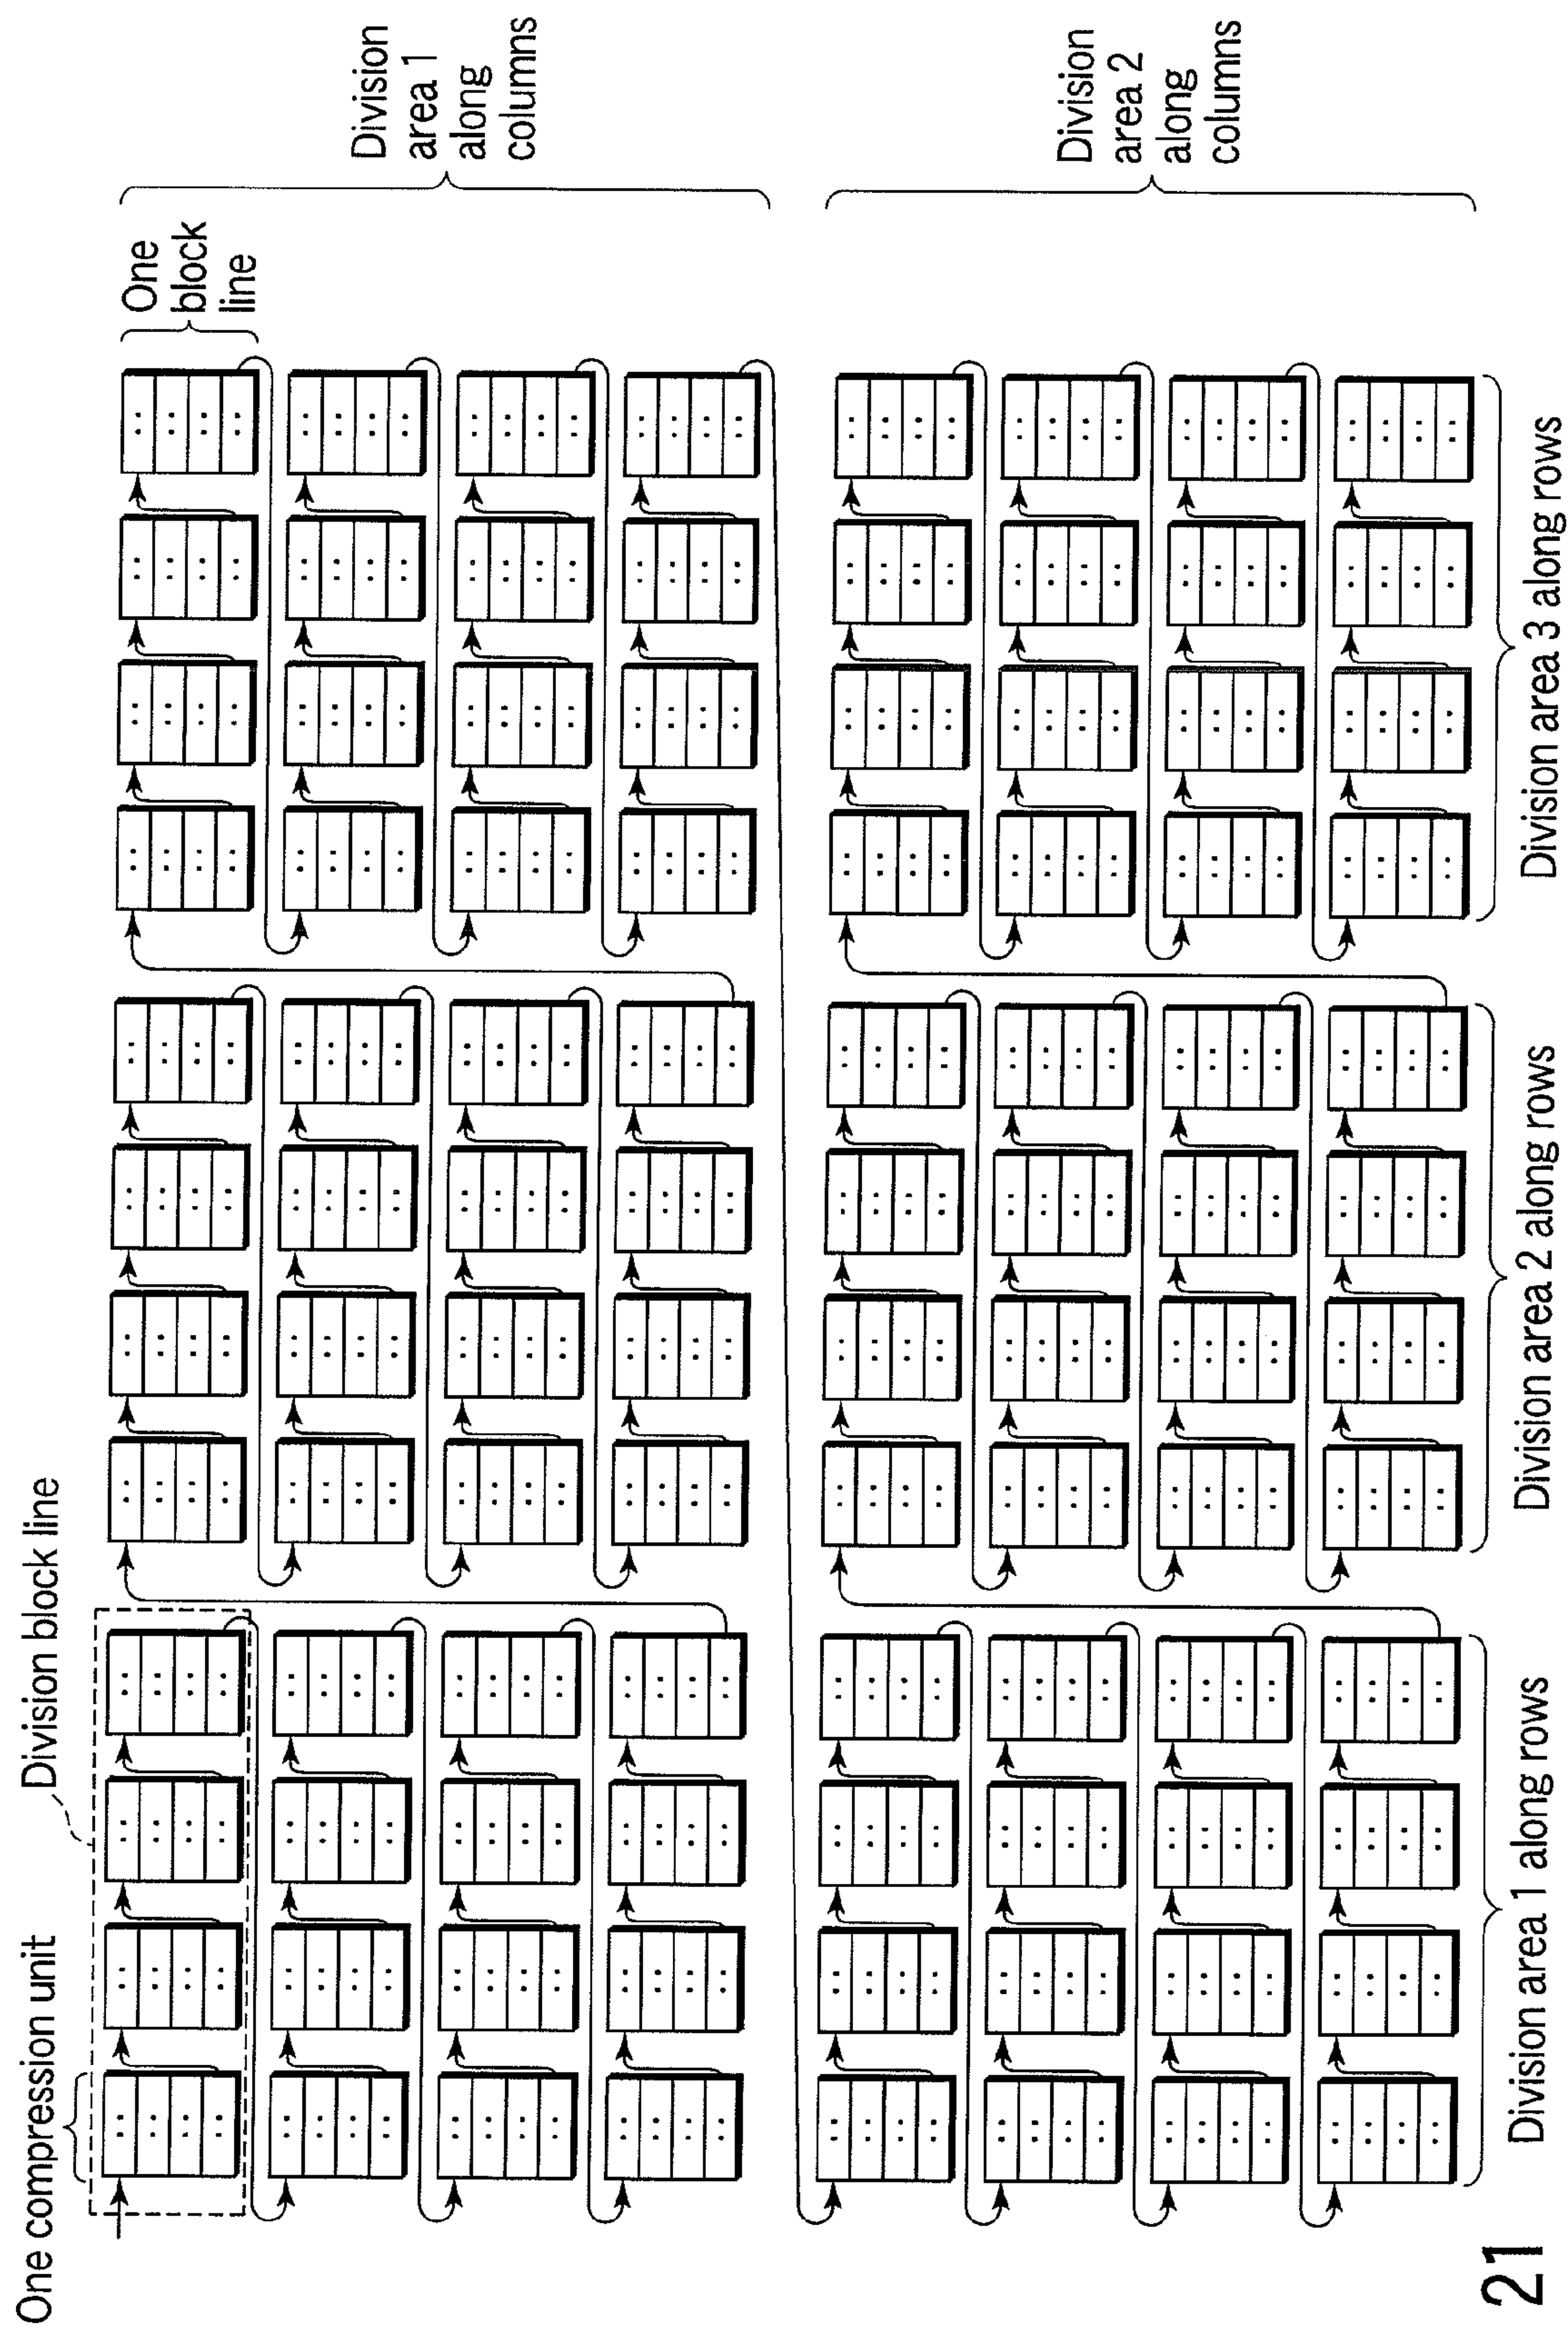 One compression unit
Division block line
One
block
line
Division
area 1
along
columns
Division
area 2
along
columns
Division area 1 along rows
Division area 2 along rows
Division area 3 along rows
21